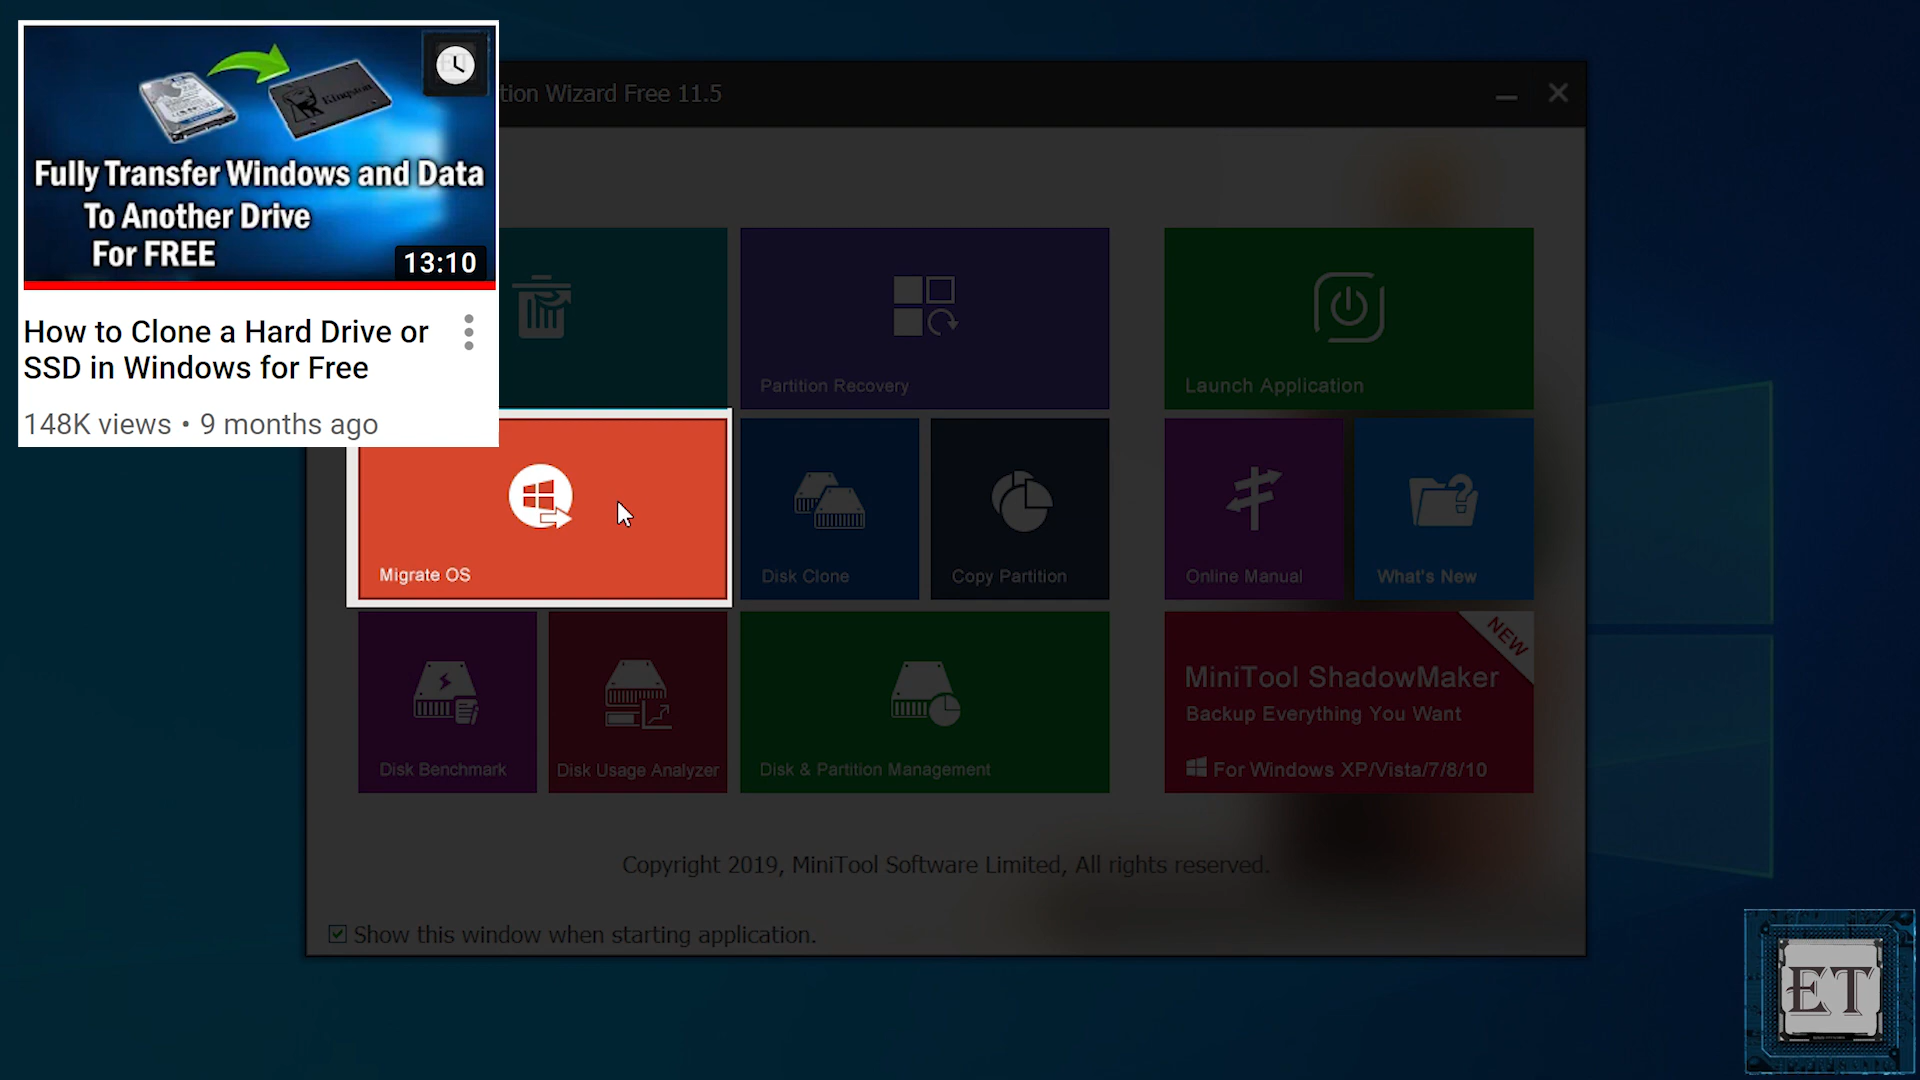 Kingston
Fully Transfer Windows and Data
To Another Drive
For FREE
13:10
How to Clone a Hard Drive or
SSD in Windows for Free
148K views • 9 months ago
tion Wizard Free 11.5
Partition Recovery
Launch Application
Migrate OS
Disk Clone
Copy Partition
Online Manual
What's New
Disk Benchmark
Disk Usage Analyzer
Disk & Partition Management
NEW
MiniTool ShadowMaker
Backup Everything You Want
For Windows XP/Vista/7/8/10
Copyright 2019, MiniTool Software Limited, All rights reserved.
Show this window when starting application.
ET